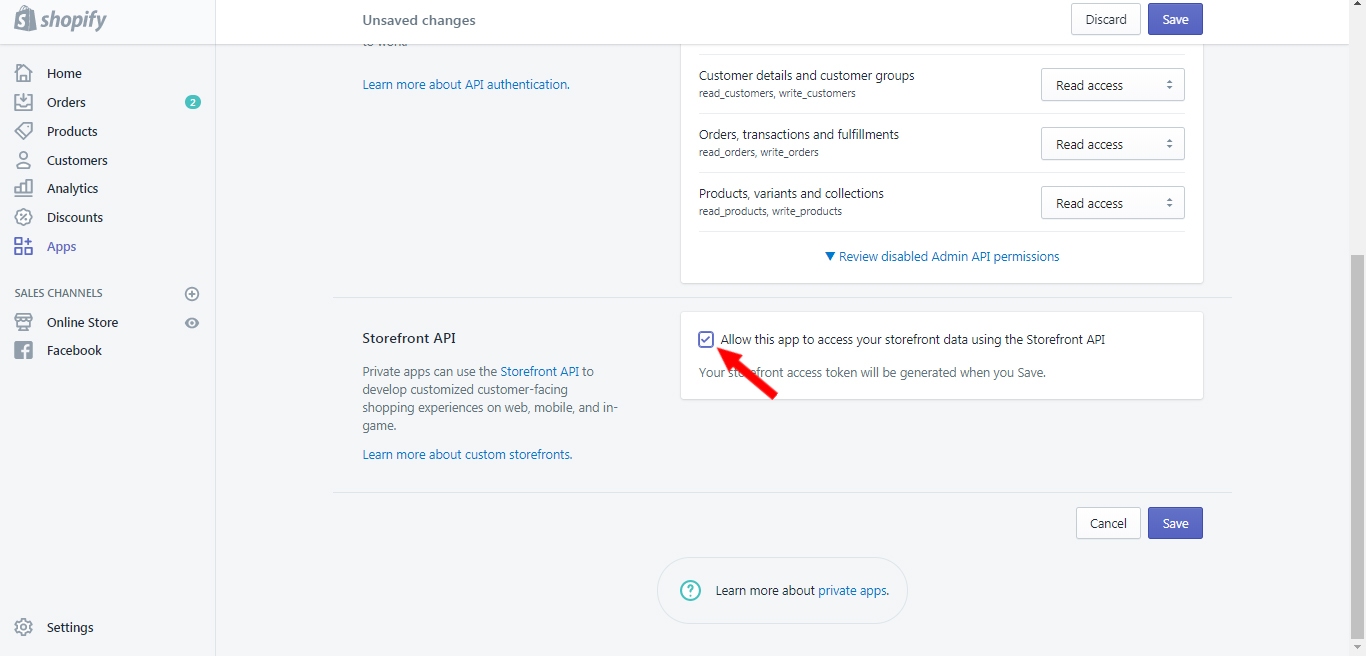 shopify
Unsaved changes
Discard
Save
Home
Orders
2
Products
Customers
Analytics
Discounts
Apps
SALES CHANNELS
Online Store
Facebook
Settings
to work.
Learn more about API authentication.
Customer details and customer groups
read_customers, write_customers
Read access
Orders, transactions and fulfillments
read_orders, write_orders
Read access
Products, variants and collections
read_products, write_products
Read access
▼ Review disabled Admin API permissions
Storefront API
Private apps can use the Storefront API to
develop customized customer-facing
shopping experiences on web, mobile, and in-
game.
Learn more about custom storefronts.
Allow this app to access your storefront data using the Storefront API
Your storefront access token will be generated when you Save.
Cancel
Save
? Learn more about private apps.